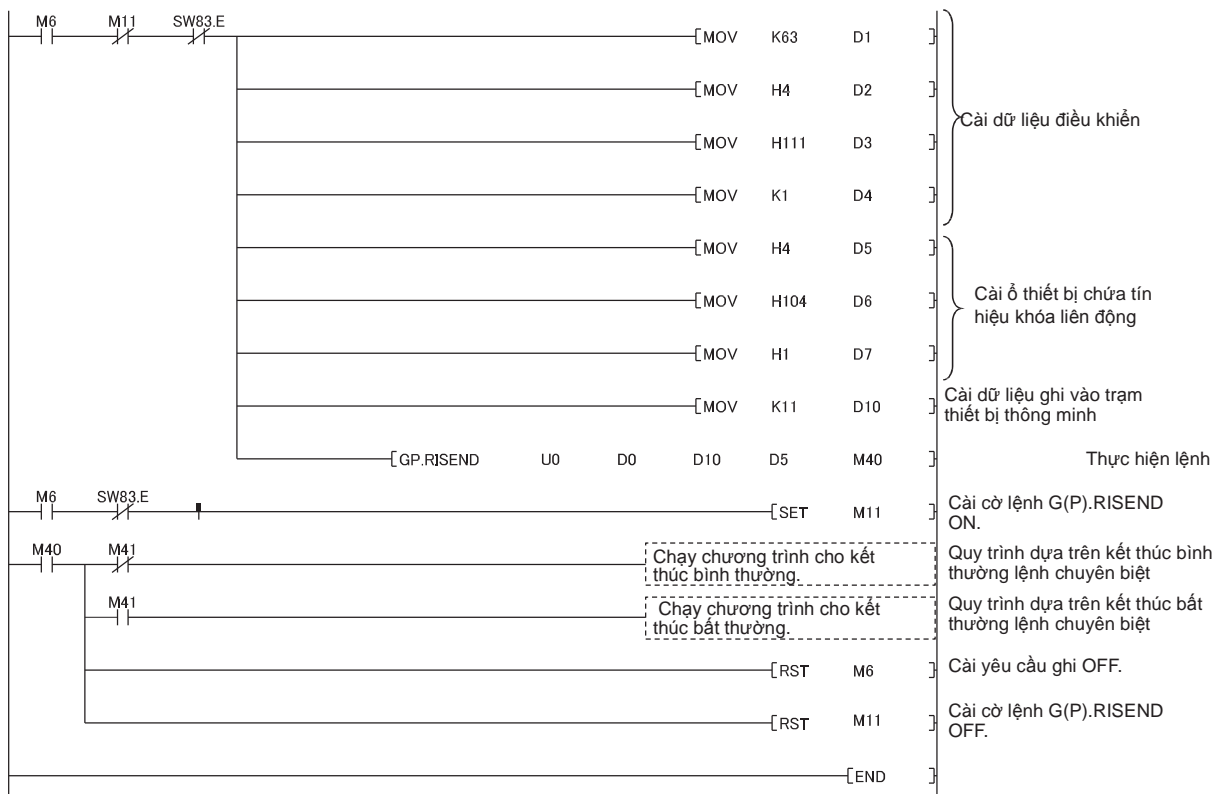 M6 M11 SW83.E
MOV K63 D1
MOV H4 D2
Cài dữ liệu điều khiển
MOV H111 D3
MOV K1 D4
MOV H4 D5
MOV H104 D6
Cài ổ thiết bị chứa tín
hiệu khóa liên động
MOV H1 D7
MOV K11 D10
Cài dữ liệu ghi vào trạm
thiết bị thông minh
GP.RISEND U0 D0 D10 D5 M40
Thực hiện lệnh
M6 SW83.E
SET M11
Cài cờ lệnh G(P).RISEND
ON.
M40 M41
Chạy chương trình cho kết
thúc bình thường.
Quy trình dựa trên kết thúc bình
thường lệnh chuyên biệt
M41
Chạy chương trình cho kết
thúc bất thường.
Quy trình dựa trên kết thúc bất
thường lệnh chuyên biệt
RST M6
Cài yêu cầu ghi OFF.
RST M11
Cài cờ lệnh G(P).RISEND
OFF.
END